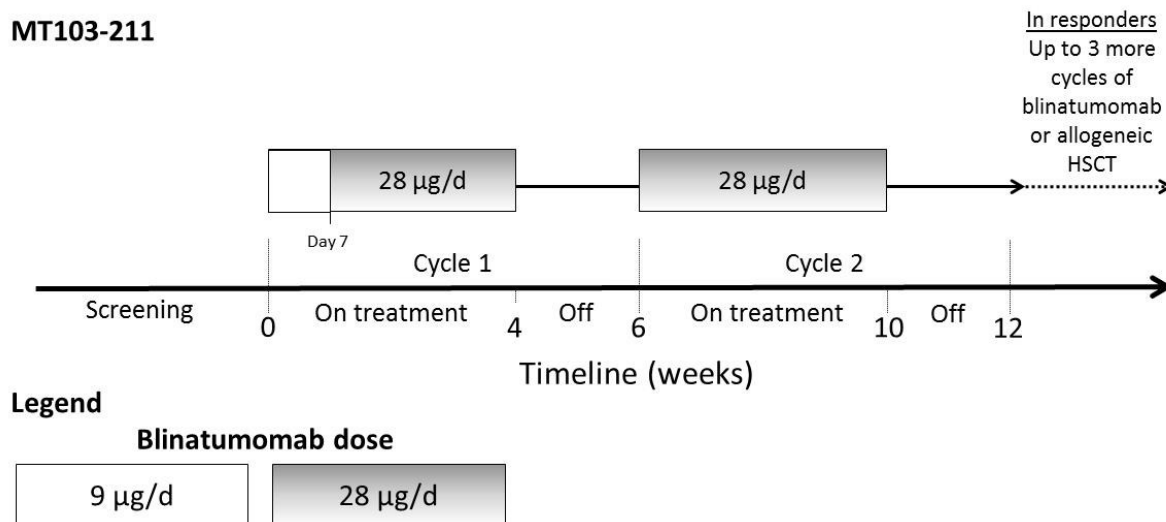 MT103-211
In responders
Up to 3 more
cycles of
blinatumomab
or allogeneic
HSCT
28 µg/d
28 µg/d
Day 7
Cycle 1
Cycle 2
Screening
On treatment
Off
On treatment
Off
0
4
6
10
12
Timeline (weeks)
Legend
Blinatumomab dose
9 µg/d
28 µg/d